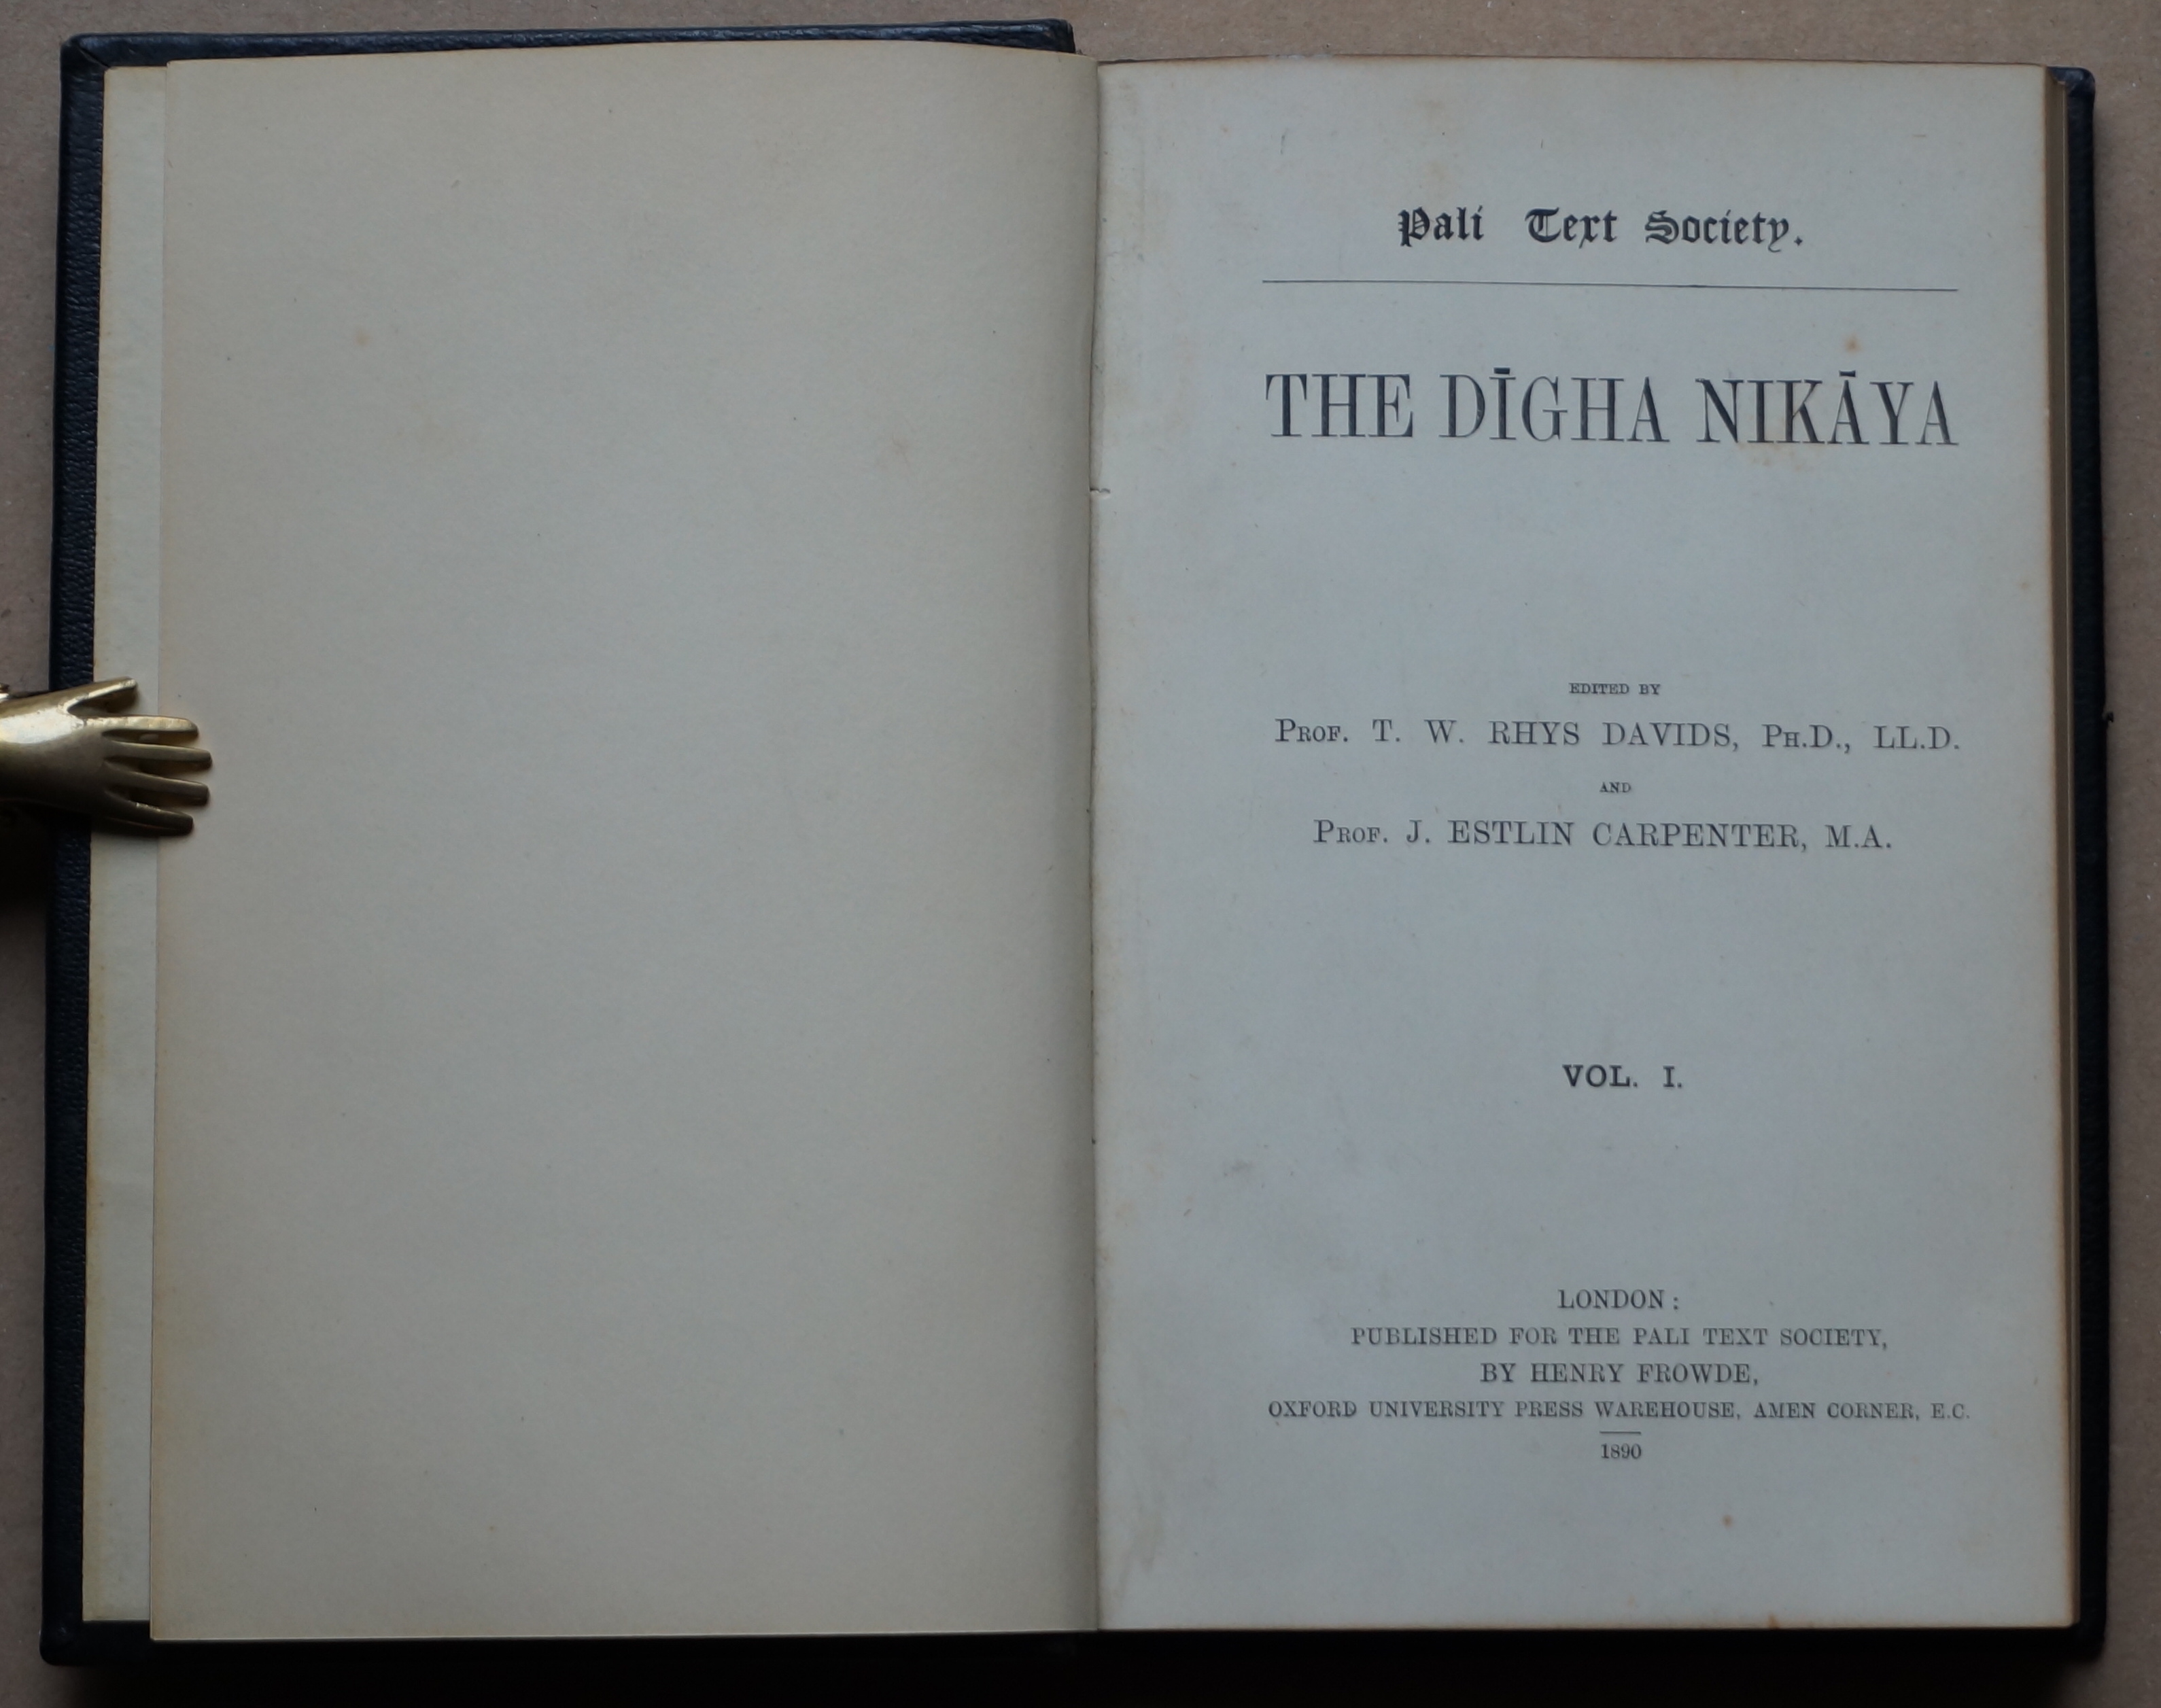 Pali Text Society.
THE DĪGHA NIKĀYA
EDITED BY
PROF. T. W. RHYS DAVIDS, PH.D., LL.D.
AND
PROF. J. ESTLIN CARPENTER, M.A.
VOL. I.
LONDON :
PUBLISHED FOR THE PALI TEXT SOCIETY,
BY HENRY FROWDE,
OXFORD UNIVERSITY PRESS WAREHOUSE, AMEN CORNER, E.C.
1890